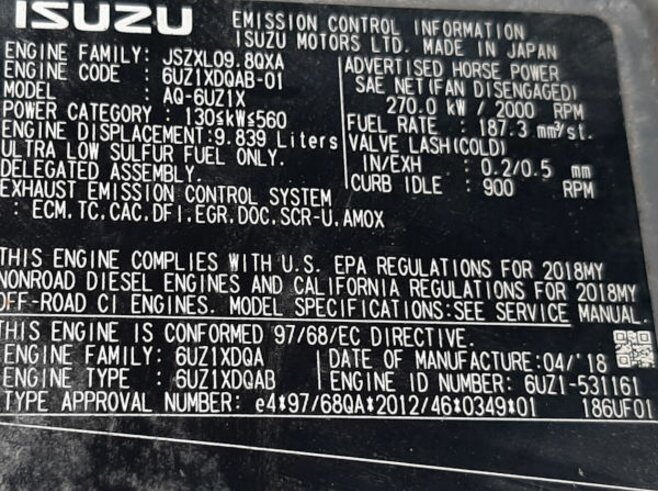 ISUZU
EMISSION CONTROL INFORMATION
ISUZU MOTORS LTD. MADE IN JAPAN
ENGINE FAMILY: JSZXL09.8QXA
ENGINE CODE : 6UZ1XDQAB-01
MODEL : AQ-6UZ1X
POWER CATEGORY : 130≤kW≤560
ENGINE DISPLACEMENT:9.839 Liters
ULTRA LOW SULFUR FUEL ONLY.
DELEGATED ASSEMBLY.
EXHAUST EMISSION CONTROL SYSTEM
: ECM.TC.CAC.DFI.EGR.DOC.SCR-U.AMOX
ADVERTISED HORSE POWER
SAE NET(FAN DISENGAGED)
270.0 kW / 2000 RPM
FUEL RATE : 187.3 mm³/st.
VALVE LASH(COLD)
IN/EXH : 0.2/0.5 mm
CURB IDLE : 900 RPM
THIS ENGINE COMPLIES WITH U.S. EPA REGULATIONS FOR 2018MY
NONROAD DIESEL ENGINES AND CALIFORNIA REGULATIONS FOR 2018MY
OFF-ROAD CI ENGINES. MODEL SPECIFICATIONS:SEE SERVICE MANUAL.
THIS ENGINE IS CONFORMED 97/68/EC DIRECTIVE.
ENGINE FAMILY: 6UZ1XDQA
DATE OF MANUFACTURE:04/'18
ENGINE TYPE : 6UZ1XDQAB
ENGINE ID NUMBER: 6UZ1-531161
TYPE APPROVAL NUMBER: e4*97/68QA*2012/46*0349*01
186UF01